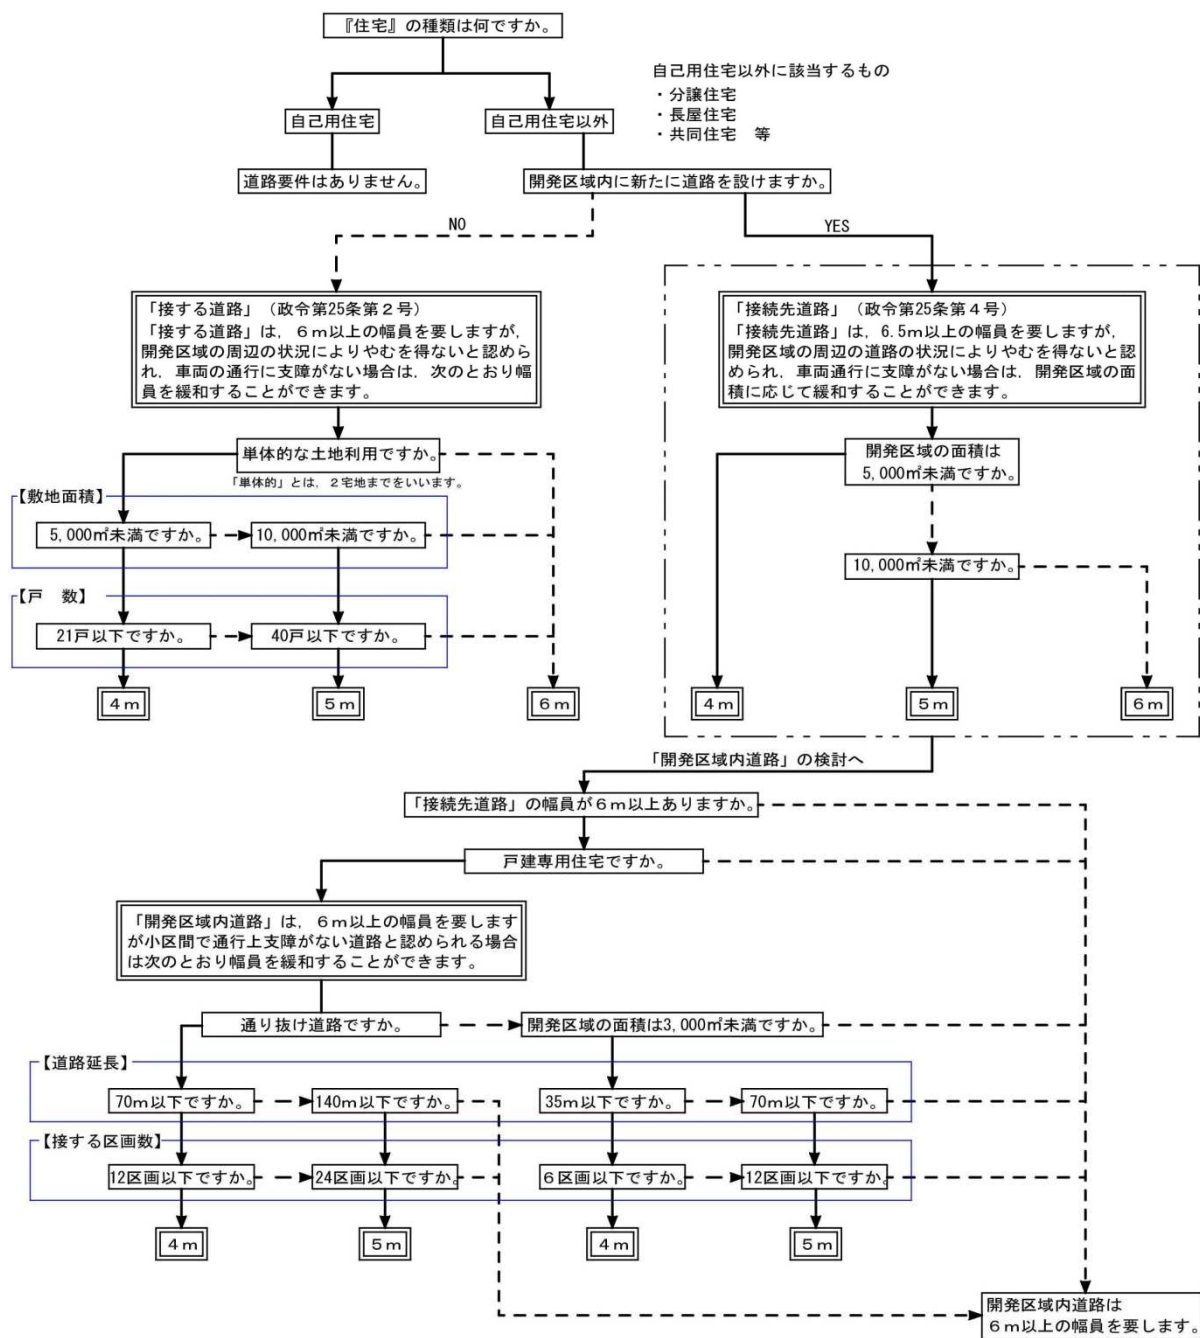 『住宅』の種類は何ですか。
自己用住宅以外に該当するもの
・分譲住宅
・長屋住宅
・共同住宅　等
自己用住宅
自己用住宅以外
道路要件はありません。
開発区域内に新たに道路を設けますか。
NO
YES
「接する道路」（政令第25条第２号）
「接する道路」は，６ｍ以上の幅員を要しますが，
開発区域の周辺の状況によりやむを得ないと認めら
れ，車両の通行に支障がない場合は，次のとおり幅
員を緩和することができます。
「接続先道路」（政令第25条第４号）
「接続先道路」は，6.5ｍ以上の幅員を要しますが，
開発区域の周辺の道路の状況によりやむを得ないと認
められ，車両通行に支障がない場合は，開発区域の面
積に応じて緩和することができます。
単体的な土地利用ですか。
「単体的」とは，２宅地までをいいます。
開発区域の面積は
5,000㎡未満ですか。
【敷地面積】
5,000㎡未満ですか。
10,000㎡未満ですか。
10,000㎡未満ですか。
【戸　数】
21戸以下ですか。
40戸以下ですか。
４ｍ
５ｍ
６ｍ
４ｍ
５ｍ
６ｍ
「開発区域内道路」の検討へ
「接続先道路」の幅員が６ｍ以上ありますか。
戸建専用住宅ですか。
「開発区域内道路」は，６ｍ以上の幅員を要します
が小区間で通行上支障がない道路と認められる場合
は次のとおり幅員を緩和することができます。
通り抜け道路ですか。
開発区域の面積は3,000㎡未満ですか。
【道路延長】
70ｍ以下ですか。
140ｍ以下ですか。
35ｍ以下ですか。
70ｍ以下ですか。
【接する区画数】
12区画以下ですか。
24区画以下ですか。
６区画以下ですか。
12区画以下ですか。
４ｍ
５ｍ
４ｍ
５ｍ
開発区域内道路は
６ｍ以上の幅員を要します。